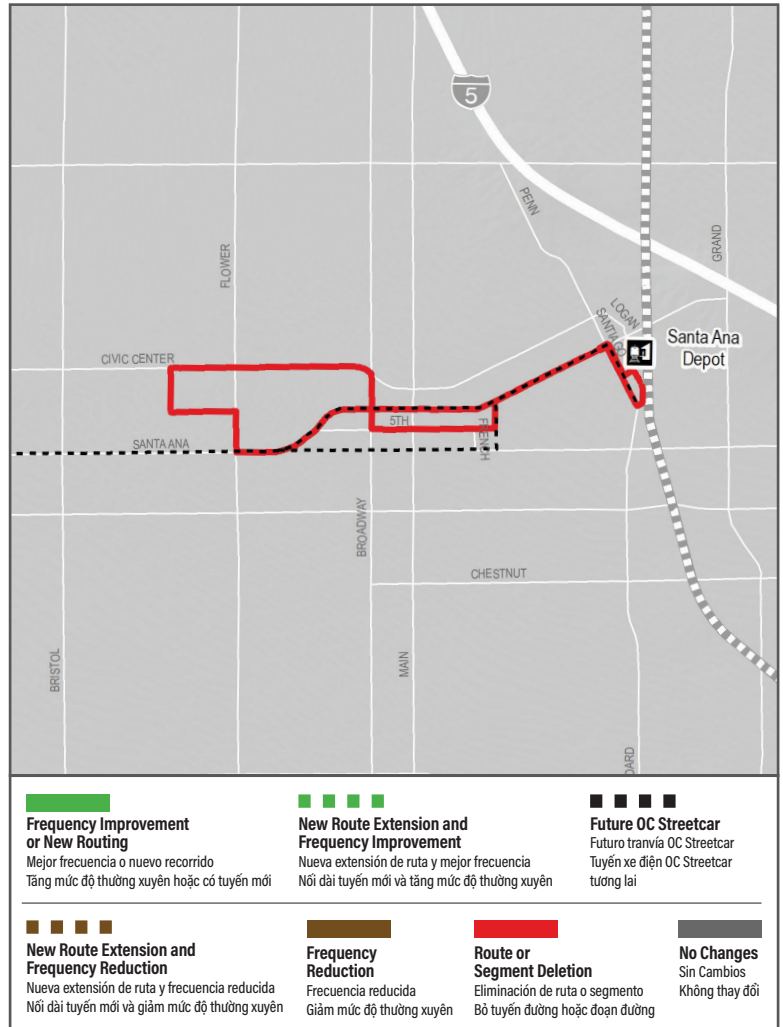 5
PENN
GRAND
FLOWER
LOGAN
SANTIAGO
Santa Ana
Depot
CIVIC CENTER
5TH
FRENCH
SANTA ANA
BROADWAY
CHESTNUT
BRISTOL
MAIN
DARD
Frequency Improvement
or New Routing
Mejor frecuencia o nuevo recorrido
Tăng mức độ thường xuyên hoặc có tuyến mới
New Route Extension and
Frequency Improvement
Nueva extensión de ruta y mejor frecuencia
Nối dài tuyến mới và tăng mức độ thường xuyên
Future OC Streetcar
Futuro tranvía OC Streetcar
Tuyến xe điện OC Streetcar
tương lai
New Route Extension and
Frequency Reduction
Nueva extensión de ruta y frecuencia reducida
Nối dài tuyến mới và giảm mức độ thường xuyên
Frequency
Reduction
Frecuencia reducida
Giảm mức độ thường xuyên
Route or
Segment Deletion
Eliminación de ruta o segmento
Bỏ tuyến đường hoặc đoạn đường
No Changes
Sin Cambios
Không thay đổi